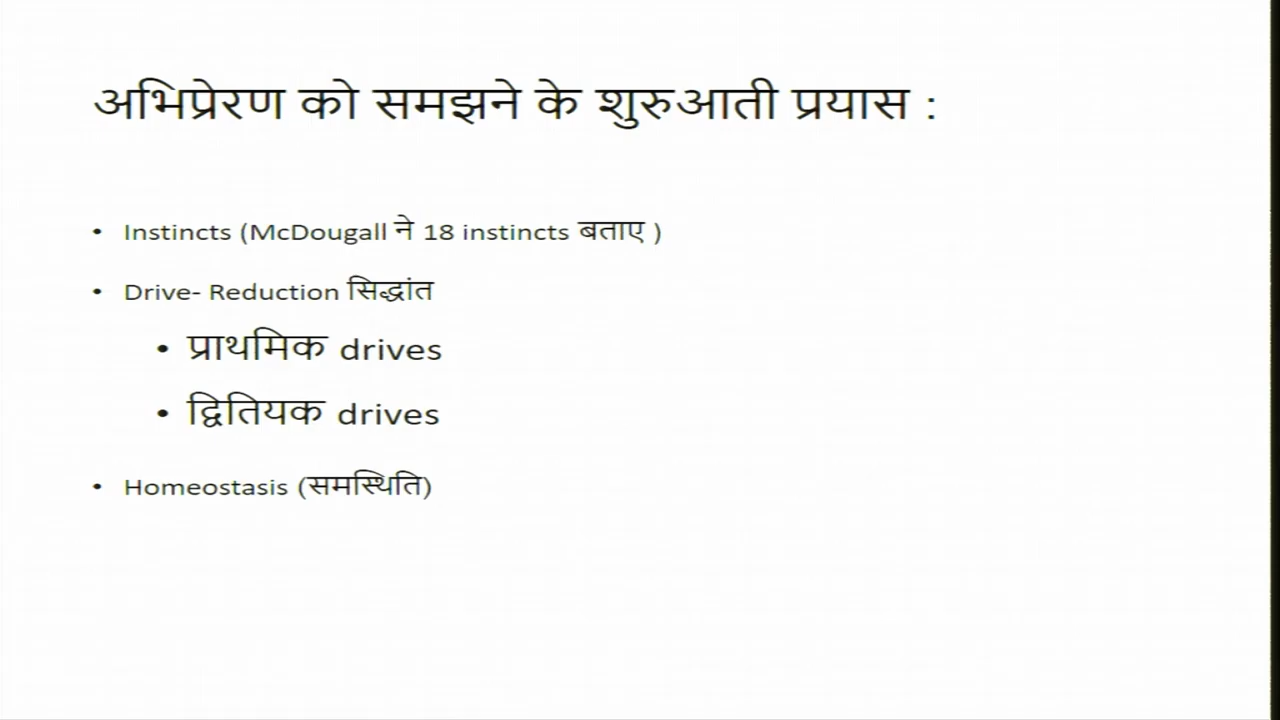 अभिप्रेरण को समझने के शुरुआती प्रयास :
• Instincts (McDougall ने 18 instincts बताए )
• Drive- Reduction सिद्धांत
• प्राथमिक drives
• द्वितियक drives
• Homeostasis (समस्थिति)